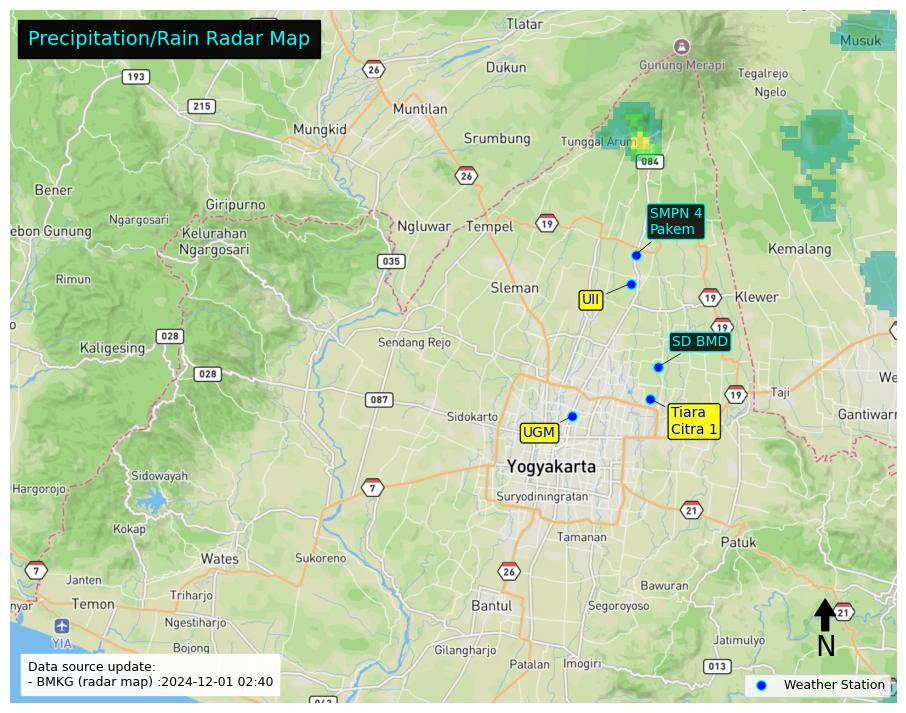 Precipitation/Rain Radar Map
Tlatar
Musuk
Gunung Merapi
26
Dukun
193
Tegalrejo
Ngelo
215
Muntilan
Mungkid
Srumbung
Tunggal Arum
084
26
Bener
Giripurno
Ngargosari
SMPN 4
Pakem
ebon Gunung
Kelurahan
Ngargosari
Ngluwar
Tempel
19
Kemalang
035
Rimun
Sleman
UII
19
Klewer
19
028
Kaligesing
Sendang Rejo
SD BMD
028
We
087
19
Taji
Sidokarto
Tiara
Citra 1
Gantiwarn
UGM
Yogyakarta
Sidowayah
Hargorojo
7
Suryodiningratan
21
Kokap
Tamanan
Patuk
Wates
Sukoreno
7
26
Janten
Bawuran
Triharjo
nyar
Temon
Bantul
Segoroyoso
21
Ngestiharjo
YIA
Jatimulyo
N
Bojong
Gilangharjo
Patalan
Imogiri
013
Data source update:
- BMKG (radar map) :2024-12-01 02:40
Weather Station